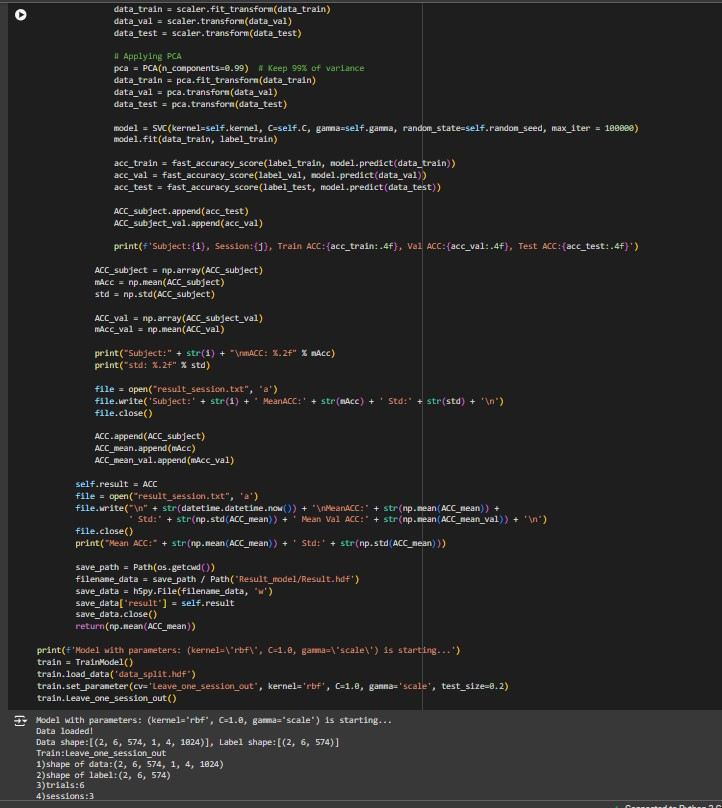 data_train = scaler.fit_transform(data_train)
data_val = scaler.transform(data_val)
data_test = scaler.transform(data_test)
# Applying PCA
pca = PCA(n_components=0.99)  # Keep 99% of variance
data_train = pca.fit_transform(data_train)
data_val = pca.transform(data_val)
data_test = pca.transform(data_test)
model = SVC(kernel=self.kernel, C=self.C, gamma=self.gamma, random_state=self.random_seed, max_iter = 100000)
model.fit(data_train, label_train)
acc_train = fast_accuracy_score(label_train, model.predict(data_train))
acc_val = fast_accuracy_score(label_val, model.predict(data_val))
acc_test = fast_accuracy_score(label_test, model.predict(data_test))
ACC_subject.append(acc_test)
ACC_subject_val.append(acc_val)
print(f'Subject:{i}, Session:{j}, Train ACC:{acc_train:.4f}, Val ACC:{acc_val:.4f}, Test ACC:{acc_test:.4f}')
ACC_subject = np.array(ACC_subject)
mAcc = np.mean(ACC_subject)
std = np.std(ACC_subject)
ACC_val = np.array(ACC_subject_val)
mAcc_val = np.mean(ACC_val)
print("Subject:" + str(i) + "\nmACC: %.2f" % mAcc)
print("std: %.2f" % std)
file = open("result_session.txt", 'a')
file.write('Subject:' + str(i) + ' MeanACC:' + str(mAcc) + ' Std:' + str(std) + '\n')
file.close()
ACC.append(ACC_subject)
ACC_mean.append(mAcc)
ACC_mean_val.append(mAcc_val)
self.result = ACC
file = open("result_session.txt", 'a')
file.write("\n" + str(datetime.datetime.now()) + '\nMeanACC:' + str(np.mean(ACC_mean)) +
' Std:' + str(np.std(ACC_mean)) + ' Mean Val ACC:' + str(np.mean(ACC_mean_val)) + '\n')
file.close()
print("Mean ACC:" + str(np.mean(ACC_mean)) + ' Std:' + str(np.std(ACC_mean)))
save_path = Path(os.getcwd())
filename_data = save_path / Path('Result_model/Result.hdf')
save_data = h5py.File(filename_data, 'w')
save_data['result'] = self.result
save_data.close()
return(np.mean(ACC_mean))
print(f'Model with parameters: (kernel=\'rbf\', C=1.0, gamma=\'scale\') is starting...')
train = TrainModel()
train.load_data('data_split.hdf')
train.set_parameter(cv='Leave_one_session_out', kernel='rbf', C=1.0, gamma='scale', test_size=0.2)
train.Leave_one_session_out()
Model with parameters: (kernel='rbf', C=1.0, gamma='scale') is starting...
Data loaded!
Data shape:[(2, 6, 574, 1, 4, 1024)], Label shape:[(2, 6, 574)]
Train:Leave_one_session_out
1)shape of data:(2, 6, 574, 1, 4, 1024)
2)shape of label:(2, 6, 574)
3)trials:6
4)sessions:3